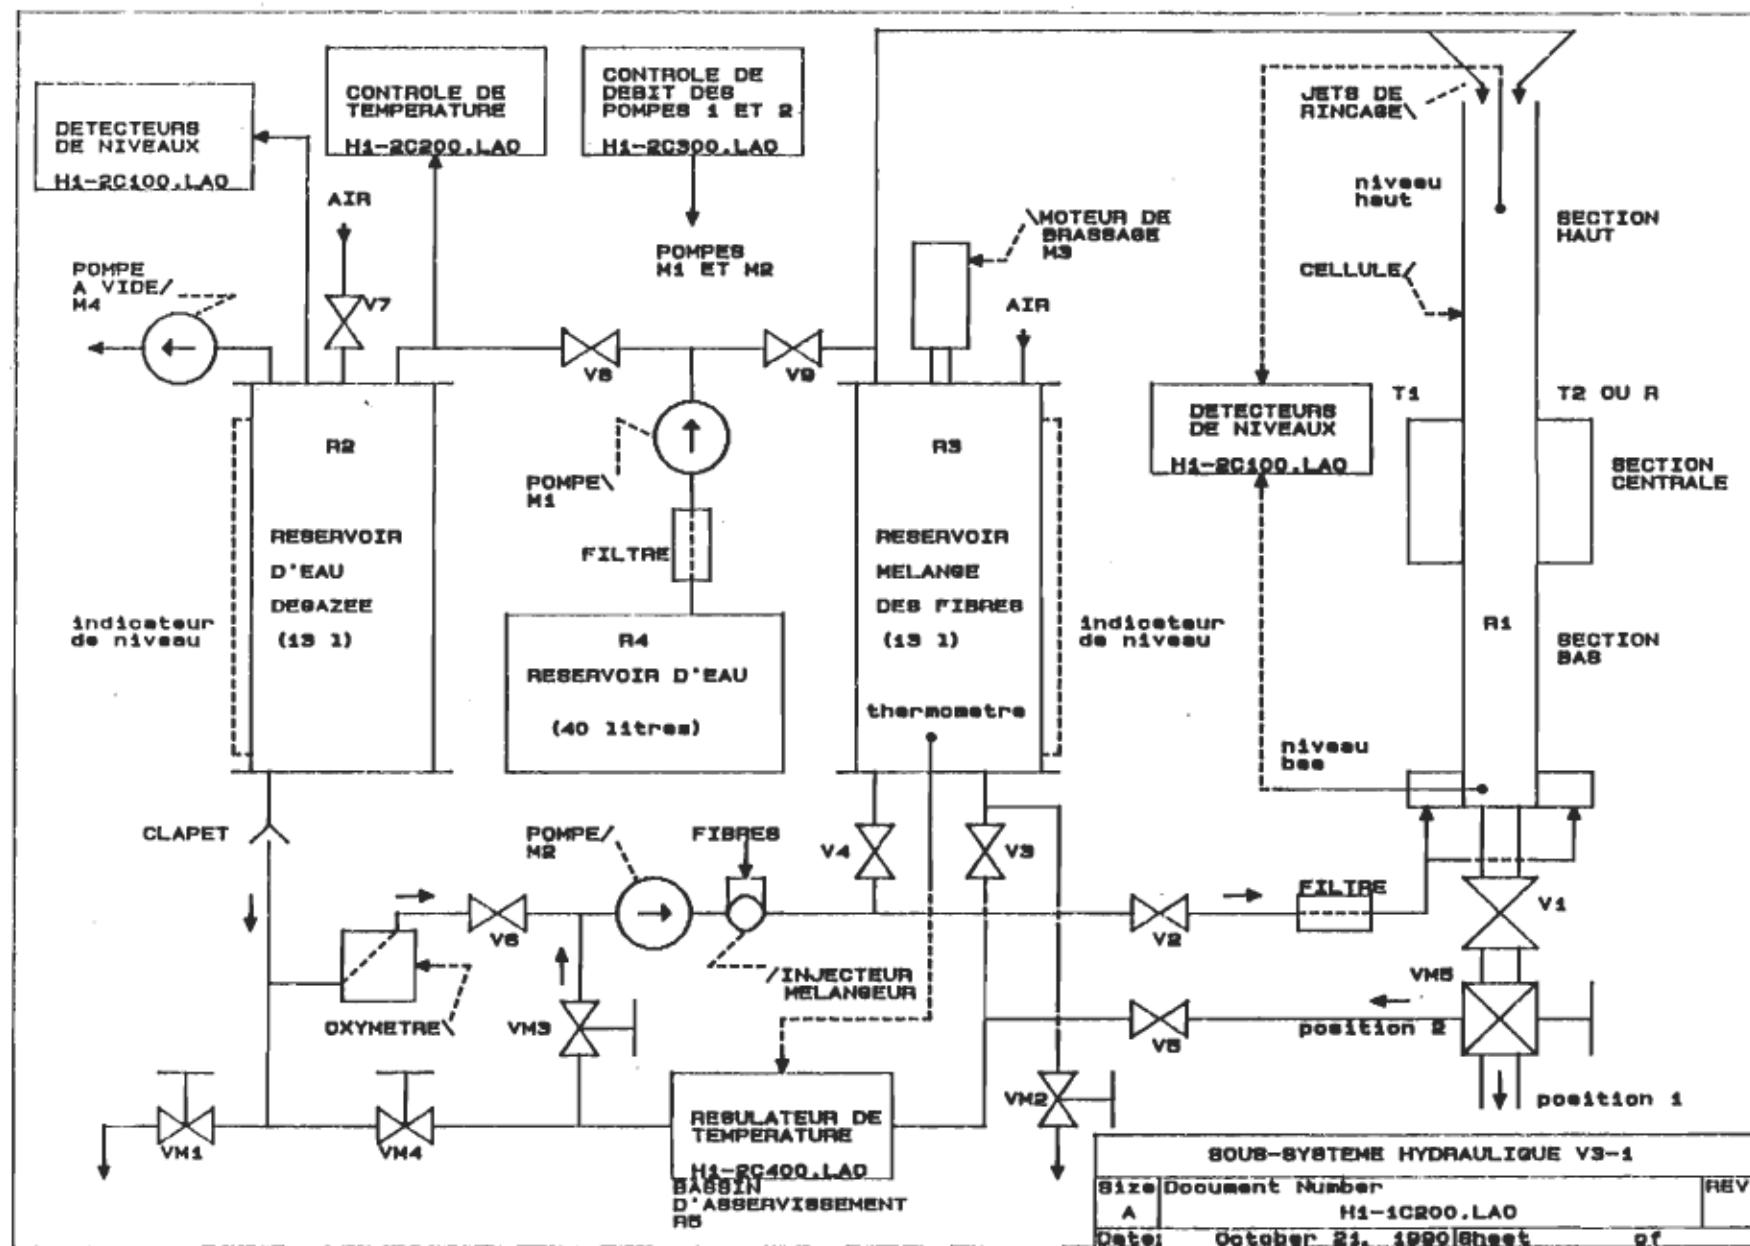 DETECTEURS
DE NIVEAUX
H1-2C100.LAO
CONTROLE DE
TEMPERATURE
H1-2C200.LAO
CONTROLE DE
DEBIT DES
POMPES 1 ET 2
H1-2C300.LAO
POMPES
M1 ET M2
AIR
POMPE
A VIDE/
M4
V7
V8
V9
\MOTEUR DE
BRASSAGE
M3
AIR
JETS DE
RINCAGE\
niveau
haut
SECTION
HAUT
CELLULE/
T1
T2 OU R
DETECTEURS
DE NIVEAUX
H1-2C100.LAO
SECTION
CENTRALE
R2
RESERVOIR
D'EAU
DEGAZEE
(13 l)
indicateur
de niveau
POMPE\
M1
FILTRE
R4
RESERVOIR D'EAU
(40 litres)
R3
RESERVOIR
MELANGE
DES FIBRES
(13 l)
thermometre
indicateur
de niveau
R1
SECTION
BAS
niveau
bas
CLAPET
POMPE/
M2
FIBRES
V4
V3
V6
FILTRE
V2
V1
/INJECTEUR
MELANGEUR
OXYMETRE\
VM3
VM5
position 2
V5
position 1
VM1
VM4
REGULATEUR DE
TEMPERATURE
H1-2C400.LAO
BASSIN
D'ASSERVISSEMENT
R5
VM2
SOUS-SYSTEME HYDRAULIQUE V3-1
Size Document Number REV
A H1-1C200.LAO
Date: October 21, 1990 Sheet of